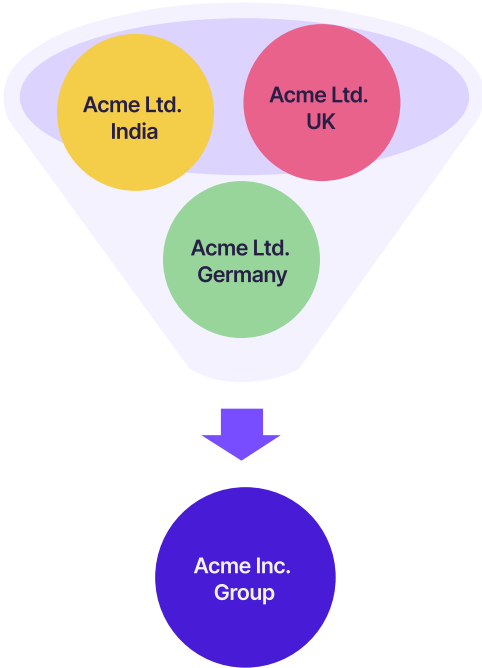 Acme Ltd.
India
Acme Ltd.
UK
Acme Ltd.
Germany
Acme Inc.
Group